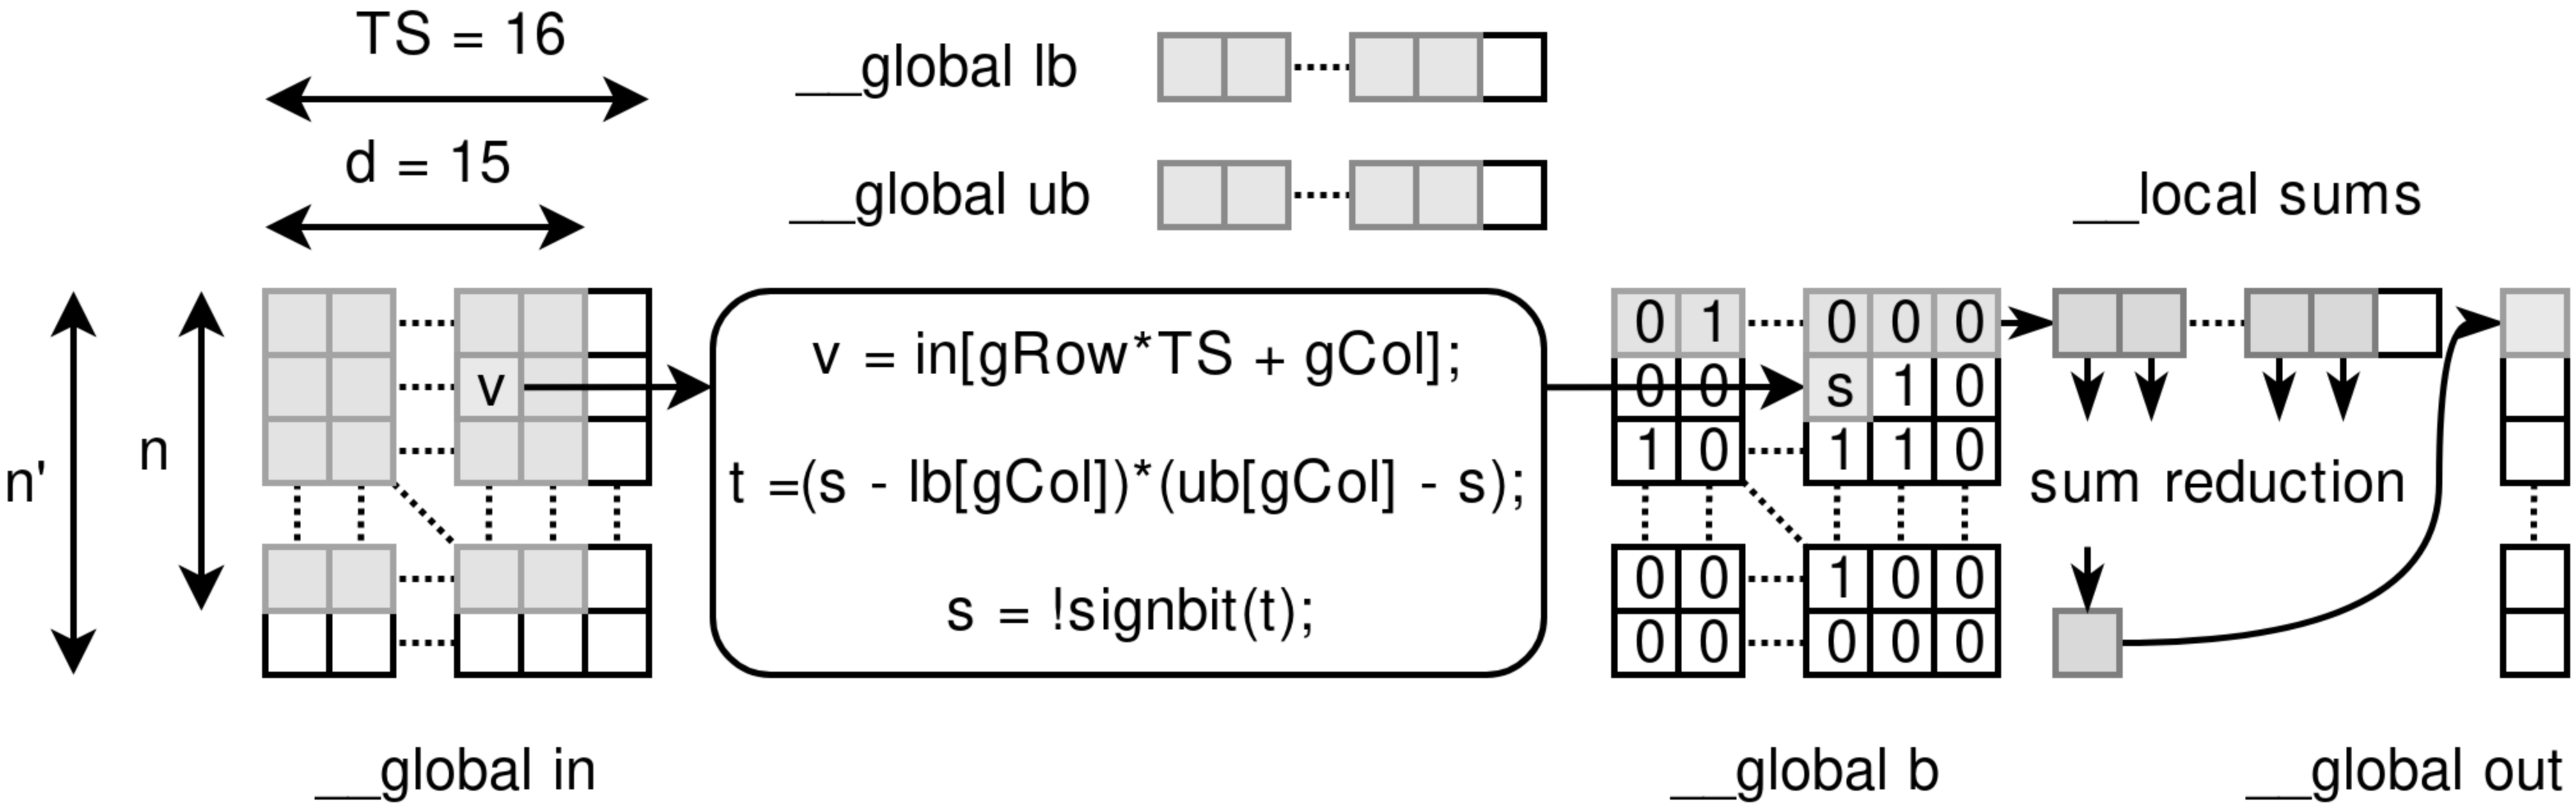 TS = 16
d = 15
__global lb
__global ub
__local sums
n'
n
v
v = in[gRow*TS + gCol];
t =(s - lb[gCol])*(ub[gCol] - s);
s = !signbit(t);
0 1 0 0 0
0 0 s 1 0
1 0 1 1 0
0 0 1 0 0
0 0 0 0 0
sum reduction
__global in
__global b
__global out